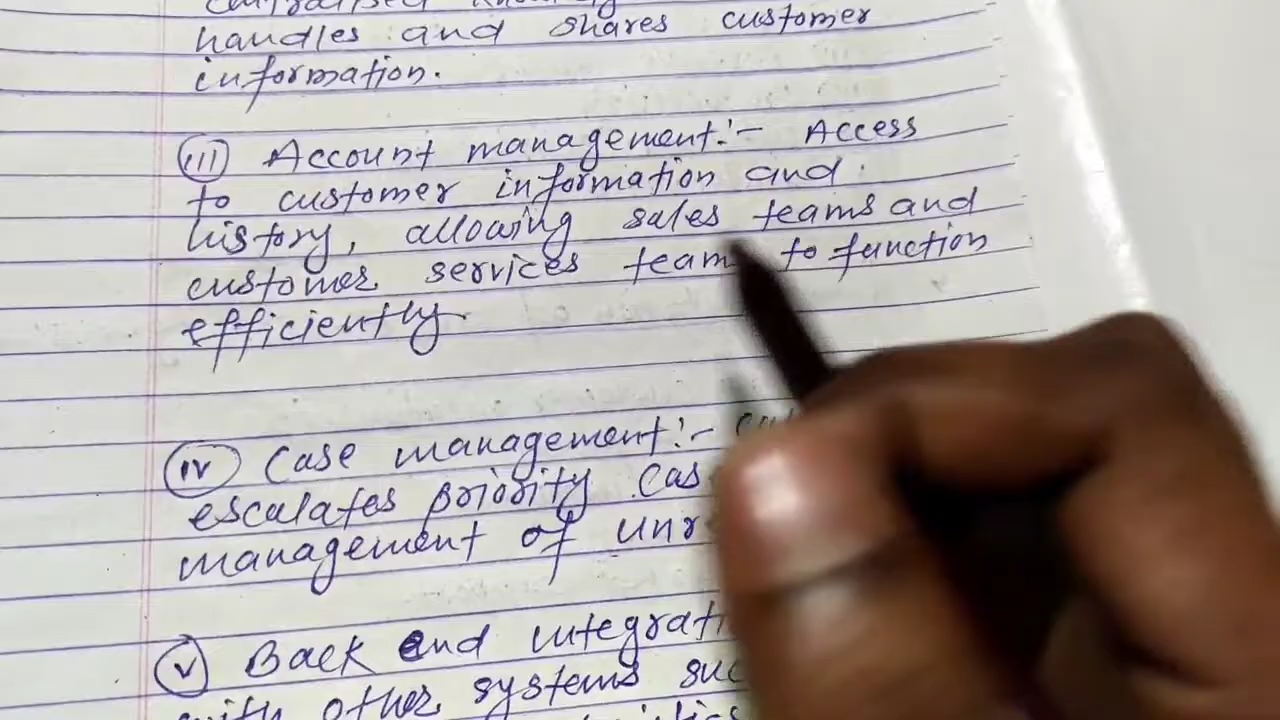 handles and shares customer
information.
(iii) Account management:- Access
to customer information and
history, allowing sales teams and
customer services team to function
efficiently.
(iv) Case management:-
escalates priority cas
management of unr
(v) Back end integrati
with other systems suc